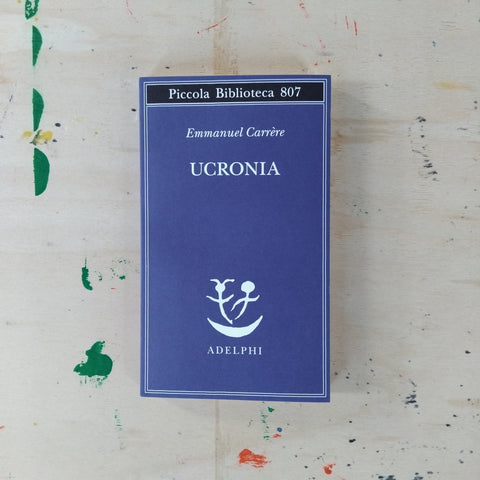 Piccola Biblioteca 807
Emmanuel Carrère
UCRONIA
ADELPHI